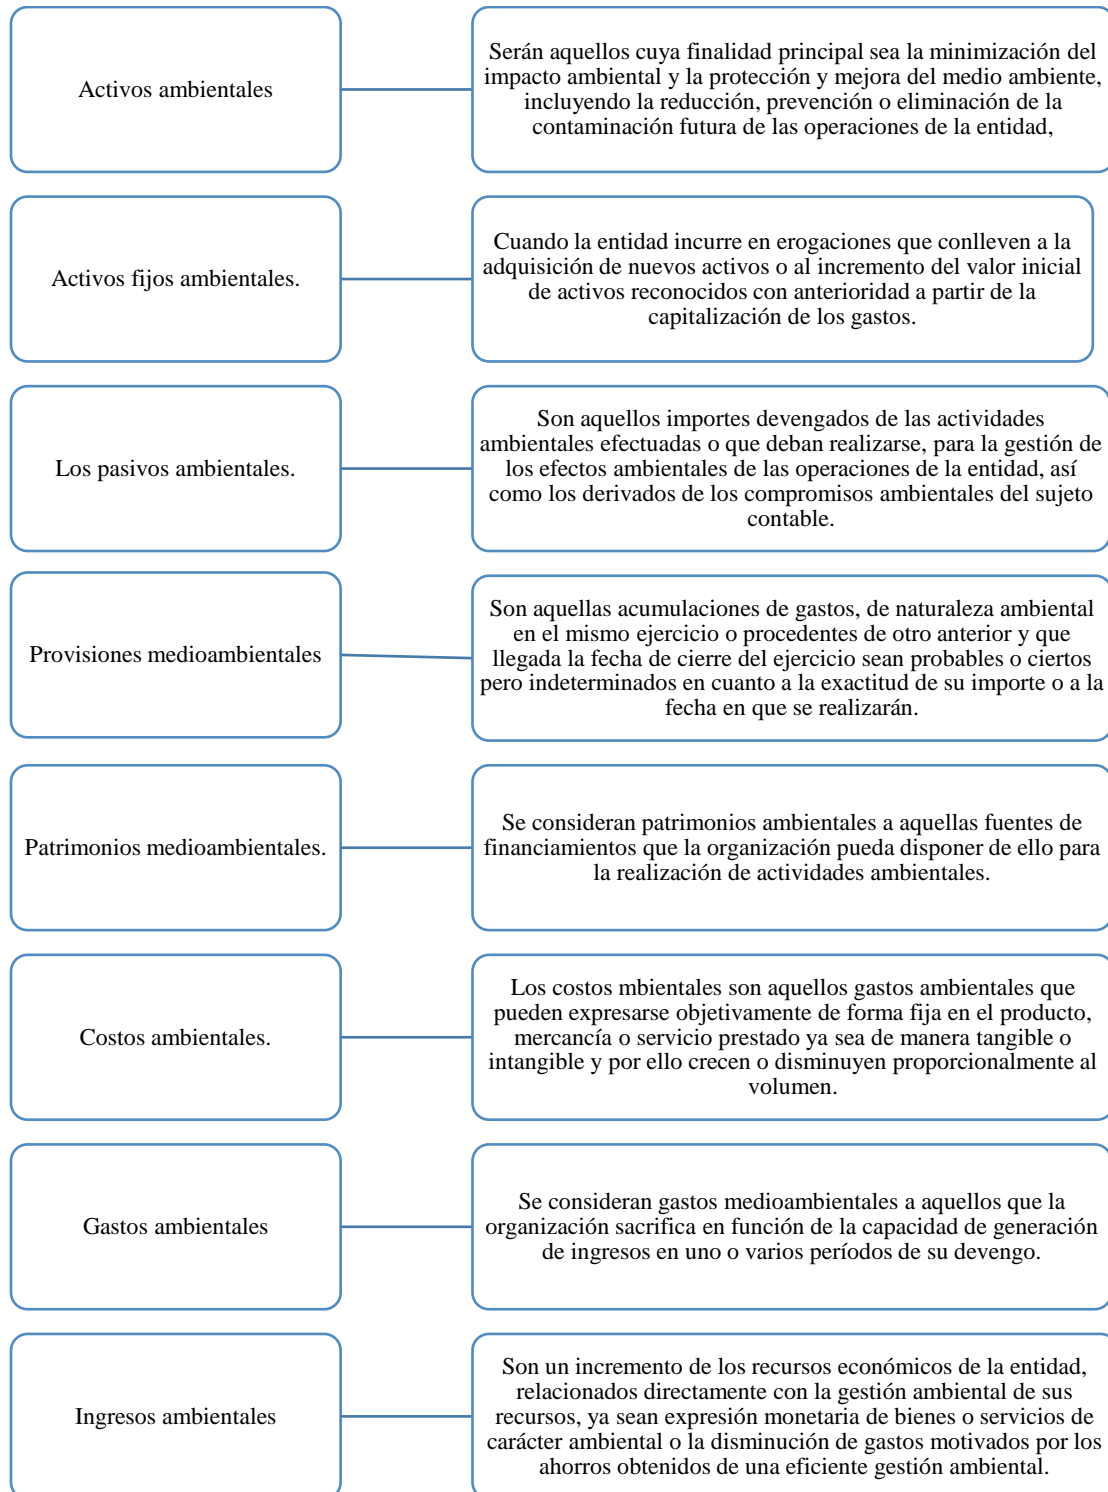 Activos ambientales
Serán aquellos cuya finalidad principal sea la minimización del
impacto ambiental y la protección y mejora del medio ambiente,
incluyendo la reducción, prevención o eliminación de la
contaminación futura de las operaciones de la entidad,
Activos fijos ambientales.
Cuando la entidad incurre en erogaciones que conlleven a la
adquisición de nuevos activos o al incremento del valor inicial
de activos reconocidos con anterioridad a partir de la
capitalización de los gastos.
Los pasivos ambientales.
Son aquellos importes devengados de las actividades
ambientales efectuadas o que deban realizarse, para la gestión de
los efectos ambientales de las operaciones de la entidad, así
como los derivados de los compromisos ambientales del sujeto
contable.
Provisiones medioambientales
Son aquellas acumulaciones de gastos, de naturaleza ambiental
en el mismo ejercicio o procedentes de otro anterior y que
llegada la fecha de cierre del ejercicio sean probables o ciertos
pero indeterminados en cuanto a la exactitud de su importe o a la
fecha en que se realizarán.
Patrimonios medioambientales.
Se consideran patrimonios ambientales a aquellas fuentes de
financiamientos que la organización pueda disponer de ello para
la realización de actividades ambientales.
Costos ambientales.
Los costos mbientales son aquellos gastos ambientales que
pueden expresarse objetivamente de forma fija en el producto,
mercancía o servicio prestado ya sea de manera tangible o
intangible y por ello crecen o disminuyen proporcionalmente al
volumen.
Gastos ambientales
Se consideran gastos medioambientales a aquellos que la
organización sacrifica en función de la capacidad de generación
de ingresos en uno o varios períodos de su devengo.
Ingresos ambientales
Son un incremento de los recursos económicos de la entidad,
relacionados directamente con la gestión ambiental de sus
recursos, ya sean expresión monetaria de bienes o servicios de
carácter ambiental o la disminución de gastos motivados por los
ahorros obtenidos de una eficiente gestión ambiental.